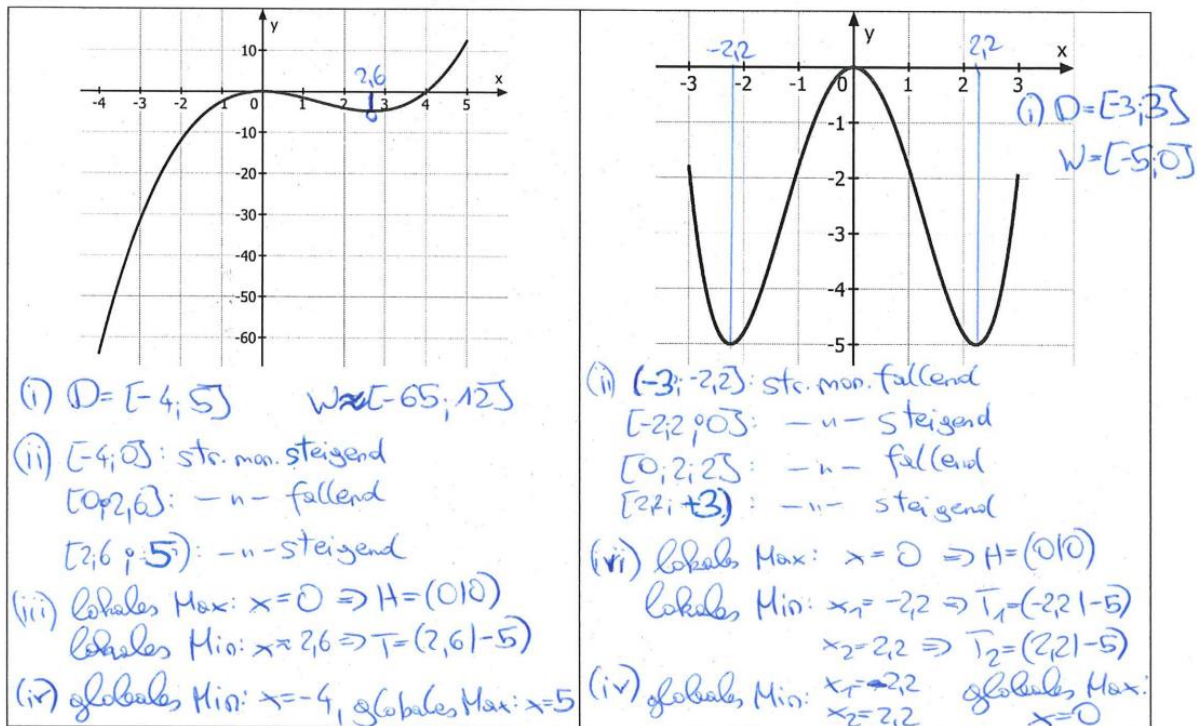 y
10
2,6
x
-4 -3 -2 -1 0 1 2 3 4 5
-10
-20
-30
-40
-50
-60
(i) D=[-4;5] W≈[-65;12]
(ii) [-4;0]: str. mon. steigend
[0;2,6]: -"- fallend
[2,6;5): -"- steigend
(iii) lokales Max: x=0 ⇒ H=(0|0)
lokales Min: x≈2,6 ⇒ T=(2,6|-5)
(iv) globales Min: x=-4, globales Max: x=5
-2,2 y 2,2
x
-3 -2 -1 0 1 2 3
(i) D=[-3;3]
-1
W=[-5;0]
-2
-3
-4
-5
(ii) (-3;-2,2]: str. mon. fallend
[-2,2;0]: -"- steigend
[0;2,2]: -"- fallend
[2,2;+3): -"- steigend
(iii) lokales Max: x=0 ⇒ H=(0|0)
lokales Min: x₁=-2,2 ⇒ T₁=(-2,2|-5)
x₂=2,2 ⇒ T₂=(2,2|-5)
(iv) globales Min: x₁=-2,2 globales Max:
x₂=2,2 x=0